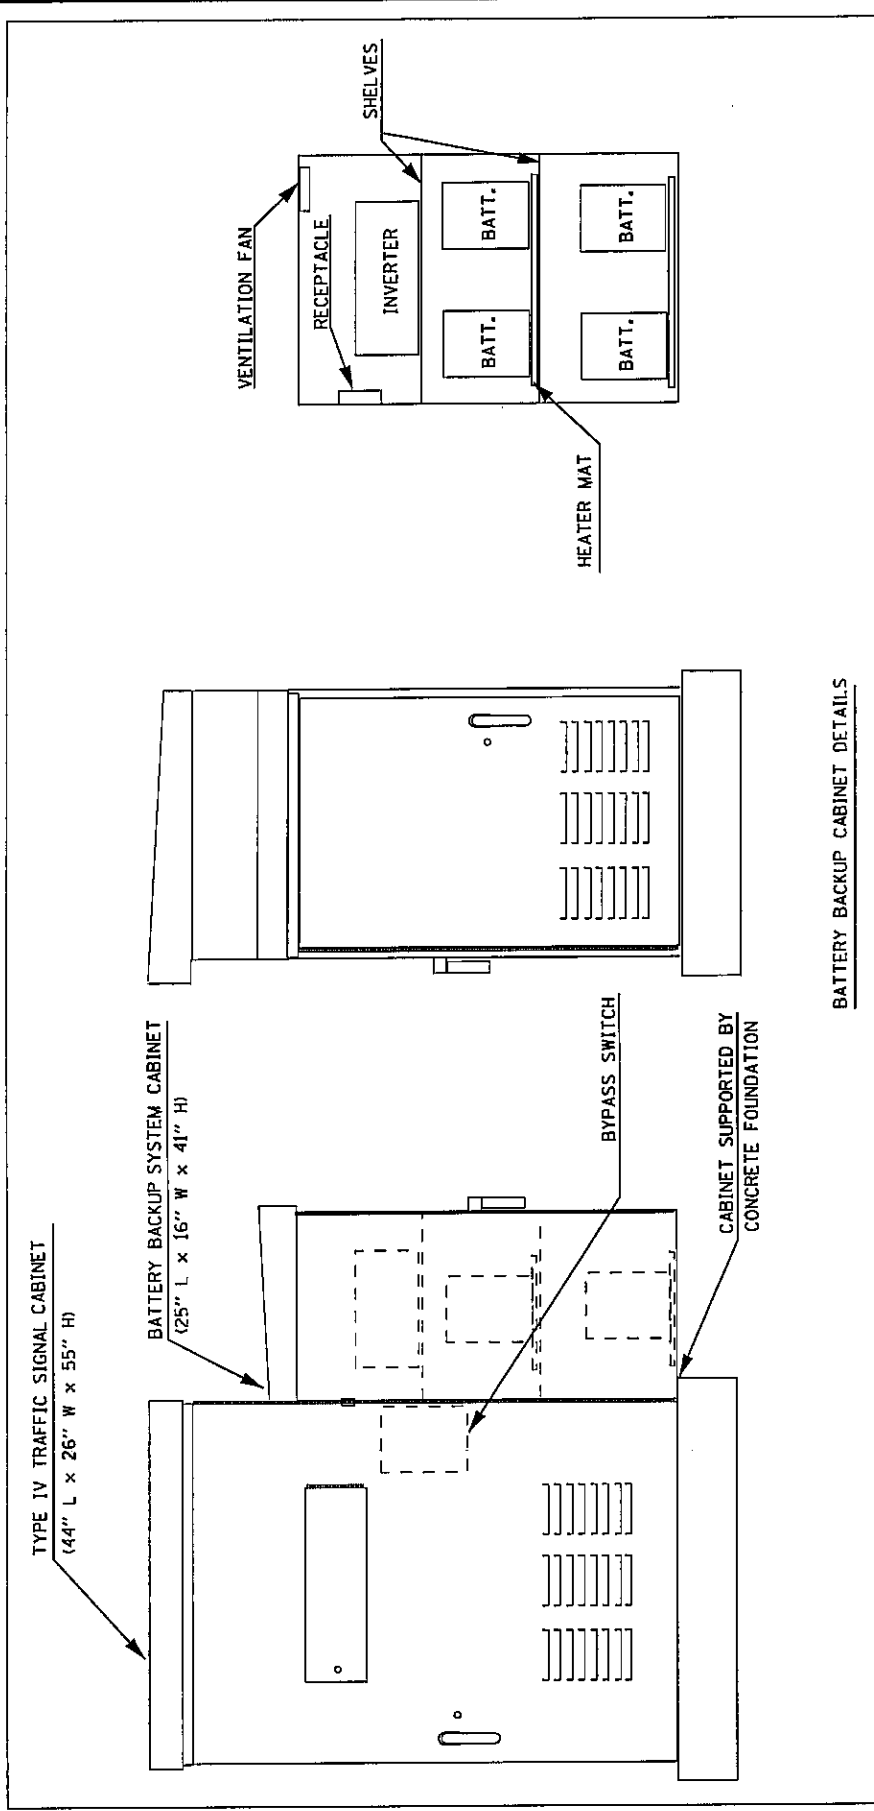 TYPE IV TRAFFIC SIGNAL CABINET
(44" L x 26" W x 55" H)
BATTERY BACKUP SYSTEM CABINET
(25" L x 16" W x 41" H)
BYPASS SWITCH
CABINET SUPPORTED BY
CONCRETE FOUNDATION
VENTILATION FAN
RECEPTACLE
SHELVES
INVERTER
BATT.
BATT.
BATT.
BATT.
HEATER MAT
BATTERY BACKUP CABINET DETAILS